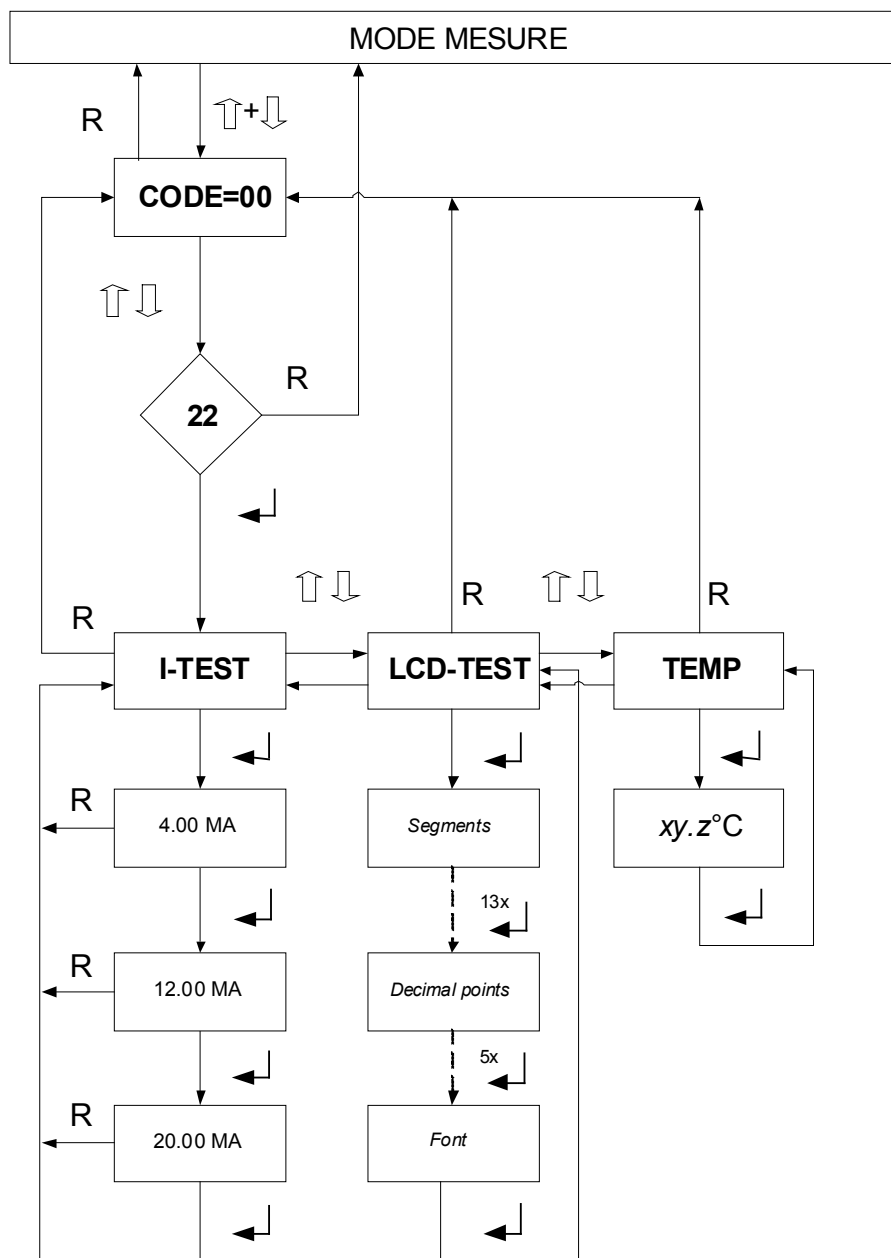 MODE MESURE
R
⇧+⇩
CODE=00
⇧ ⇩
R
22
⇧ ⇩
⇧ ⇩
R
R
R
I-TEST
LCD-TEST
TEMP
R
4.00 MA
Segments
xy.z°C
13x
R
12.00 MA
Decimal points
5x
R
20.00 MA
Font